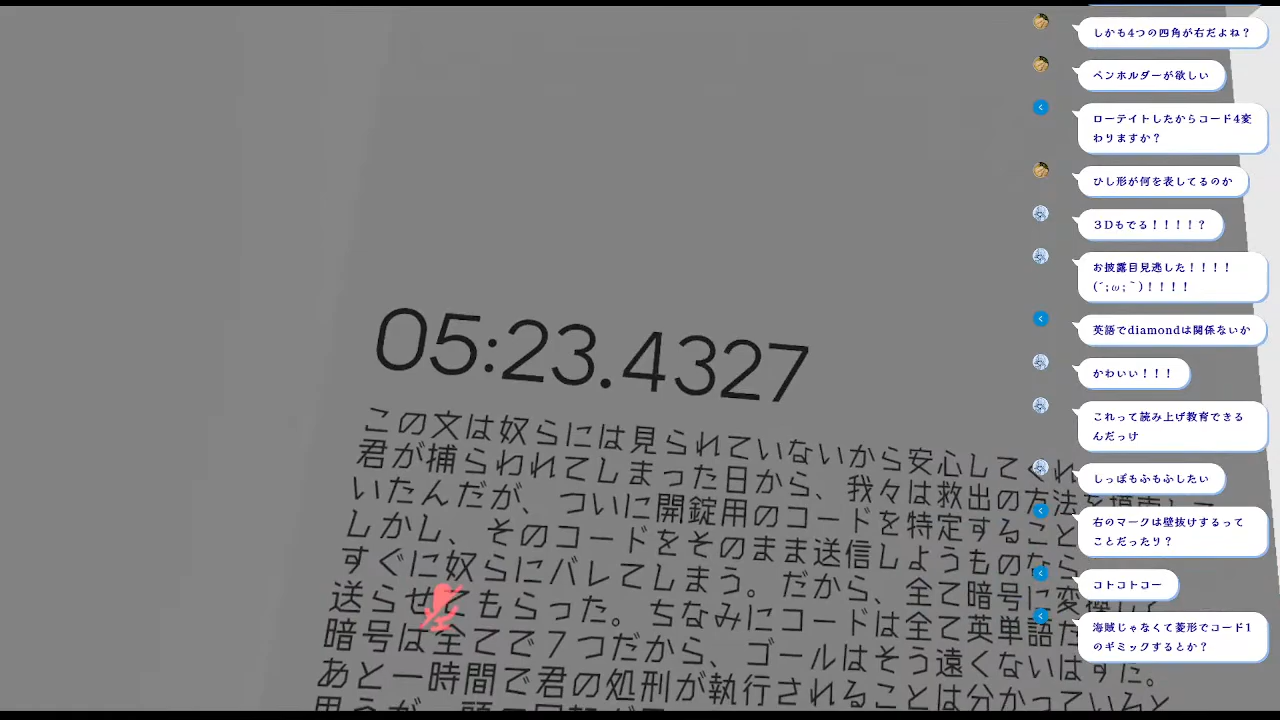 05:23.4327
この文は奴らには見られていないから安心してくれ
君が捕らわれてしまった日から、我々は救出の方法を模索して
いたんだが、ついに開錠用のコードを特定すること
しかし、そのコードをそのまま送信しようものなら
すぐに奴らにバレてしまう。だから、全て暗号に変換して
送らせてもらった。ちなみにコードは全て英単語だ
暗号は全てで7つだから、ゴールはそう遠くないはずだ。
あと一時間で君の処刑が執行されることは分かっていると
しかも4つの四角が右だよね?
ペンホルダーが欲しい
ローテイトしたからコード4変
わりますか?
ひし形が何を表してるのか
3Dもでる!!!!?
お披露目見逃した!!!!
(´;ω;`)!!!!
英語でdiamondは関係ないか
かわいい!!!
これって読み上げ教育できる
んだっけ
しっぽもふもふしたい
右のマークは壁抜けするって
ことだったり?
コトコトコー
海賊じゃなくて菱形でコード1
のギミックするとか?